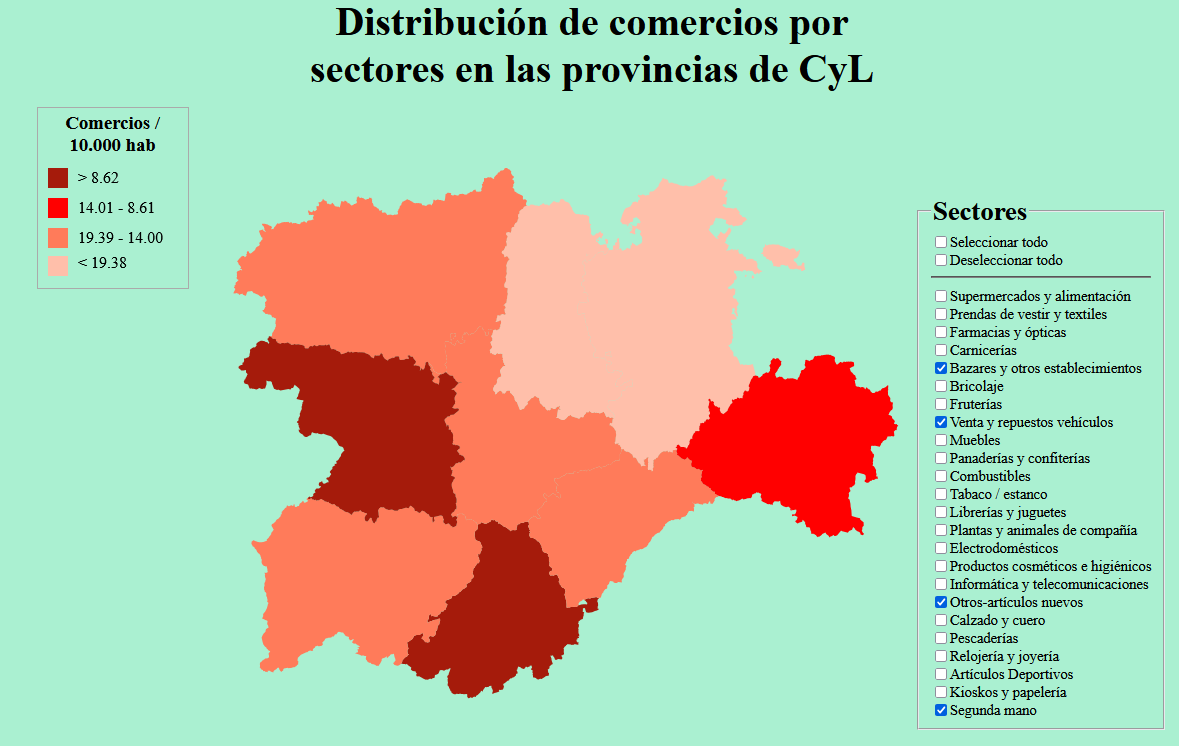 Distribución de comercios por
sectores en las provincias de CyL
Comercios /
10.000 hab
> 8.62
14.01 - 8.61
19.39 - 14.00
< 19.38
Sectores
Seleccionar todo
Deseleccionar todo
Supermercados y alimentación
Prendas de vestir y textiles
Farmacias y ópticas
Carnicerías
Bazares y otros establecimientos
Bricolaje
Fruterías
Venta y repuestos vehículos
Muebles
Panaderías y confiterías
Combustibles
Tabaco / estanco
Librerías y juguetes
Plantas y animales de compañía
Electrodomésticos
Productos cosméticos e higiénicos
Informática y telecomunicaciones
Otros-artículos nuevos
Calzado y cuero
Pescaderías
Relojería y joyería
Artículos Deportivos
Kioskos y papelería
Segunda mano